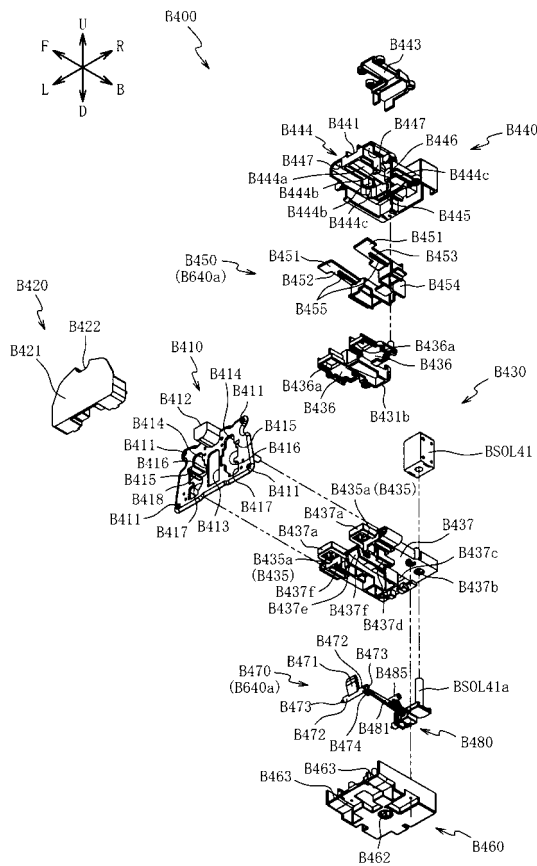 U
B400
F
R
L
B
D
B443
B441
B447
B444
B446
B440
B447
B444a
B444c
B444b
B444b
B444c
B445
B451
B450
B451
B453
(B640a)
B452
B454
B455
B420
B422
B421
B410
B436a
B414
B436
B430
B412
B411
B436a
B436
B431b
B414
B415
BSOL41
B411
B416
B416
B415
B435a (B435)
B418
B411
B437a
B437
B411
B417
B413
B417
B437a
B437c
B435a
(B435)
B437f
B437b
B437e
B437f
B437d
B472
B471
B473
B470
B485
(B640a)
BSOL41a
B473
B472
B481
B474
B480
B463
B463
B462
B460